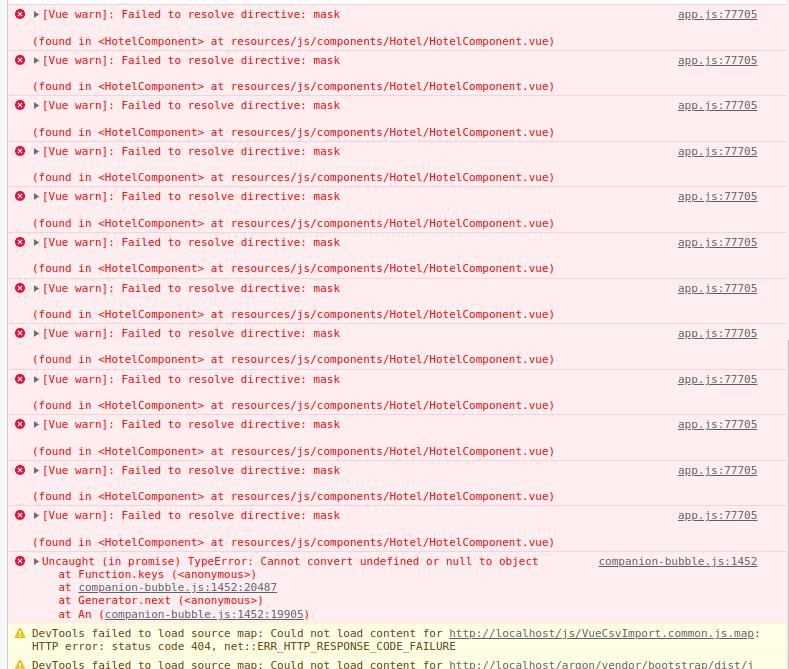 [Vue warn]: Failed to resolve directive: mask app.js:77705
(found in <HotelComponent> at resources/js/components/Hotel/HotelComponent.vue)
[Vue warn]: Failed to resolve directive: mask app.js:77705
(found in <HotelComponent> at resources/js/components/Hotel/HotelComponent.vue)
[Vue warn]: Failed to resolve directive: mask app.js:77705
(found in <HotelComponent> at resources/js/components/Hotel/HotelComponent.vue)
[Vue warn]: Failed to resolve directive: mask app.js:77705
(found in <HotelComponent> at resources/js/components/Hotel/HotelComponent.vue)
[Vue warn]: Failed to resolve directive: mask app.js:77705
(found in <HotelComponent> at resources/js/components/Hotel/HotelComponent.vue)
[Vue warn]: Failed to resolve directive: mask app.js:77705
(found in <HotelComponent> at resources/js/components/Hotel/HotelComponent.vue)
[Vue warn]: Failed to resolve directive: mask app.js:77705
(found in <HotelComponent> at resources/js/components/Hotel/HotelComponent.vue)
[Vue warn]: Failed to resolve directive: mask app.js:77705
(found in <HotelComponent> at resources/js/components/Hotel/HotelComponent.vue)
[Vue warn]: Failed to resolve directive: mask app.js:77705
(found in <HotelComponent> at resources/js/components/Hotel/HotelComponent.vue)
[Vue warn]: Failed to resolve directive: mask app.js:77705
(found in <HotelComponent> at resources/js/components/Hotel/HotelComponent.vue)
[Vue warn]: Failed to resolve directive: mask app.js:77705
(found in <HotelComponent> at resources/js/components/Hotel/HotelComponent.vue)
[Vue warn]: Failed to resolve directive: mask app.js:77705
(found in <HotelComponent> at resources/js/components/Hotel/HotelComponent.vue)
Uncaught (in promise) TypeError: Cannot convert undefined or null to object companion-bubble.js:1452
at Function.keys (<anonymous>)
at companion-bubble.js:1452:20487
at Generator.next (<anonymous>)
at An (companion-bubble.js:1452:19905)
DevTools failed to load source map: Could not load content for http://localhost/js/VueCsvImport.common.js.map:
HTTP error: status code 404, net::ERR_HTTP_RESPONSE_CODE_FAILURE
DevTools failed to load source map: Could not load content for http://localhost/argon/vendor/bootstrap/dist/j